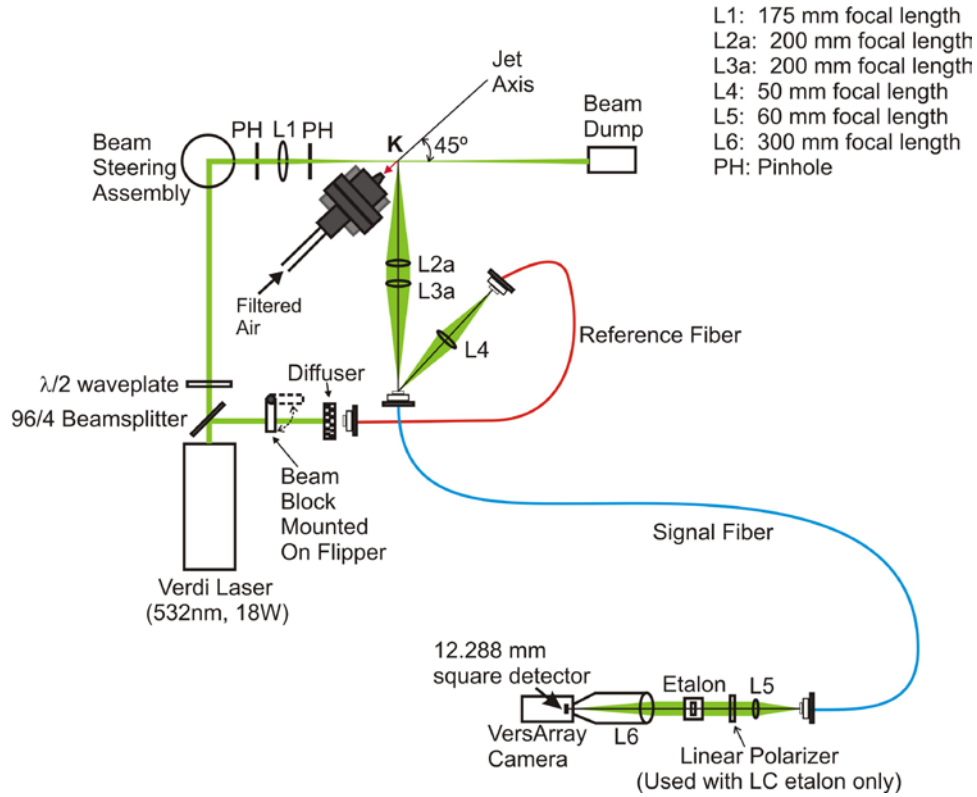 L1: 175 mm focal length
L2a: 200 mm focal length
L3a: 200 mm focal length
L4: 50 mm focal length
L5: 60 mm focal length
L6: 300 mm focal length
PH: Pinhole
Jet
Axis
Beam
Dump
Beam
Steering
Assembly
PH
L1
PH
K
45º
L2a
L3a
Filtered
Air
L4
Reference Fiber
λ/2 waveplate
96/4 Beamsplitter
Diffuser
Beam
Block
Mounted
On Flipper
Signal Fiber
Verdi Laser
(532nm, 18W)
12.288 mm
square detector
Etalon
L5
VersArray
Camera
L6
Linear Polarizer
(Used with LC etalon only)